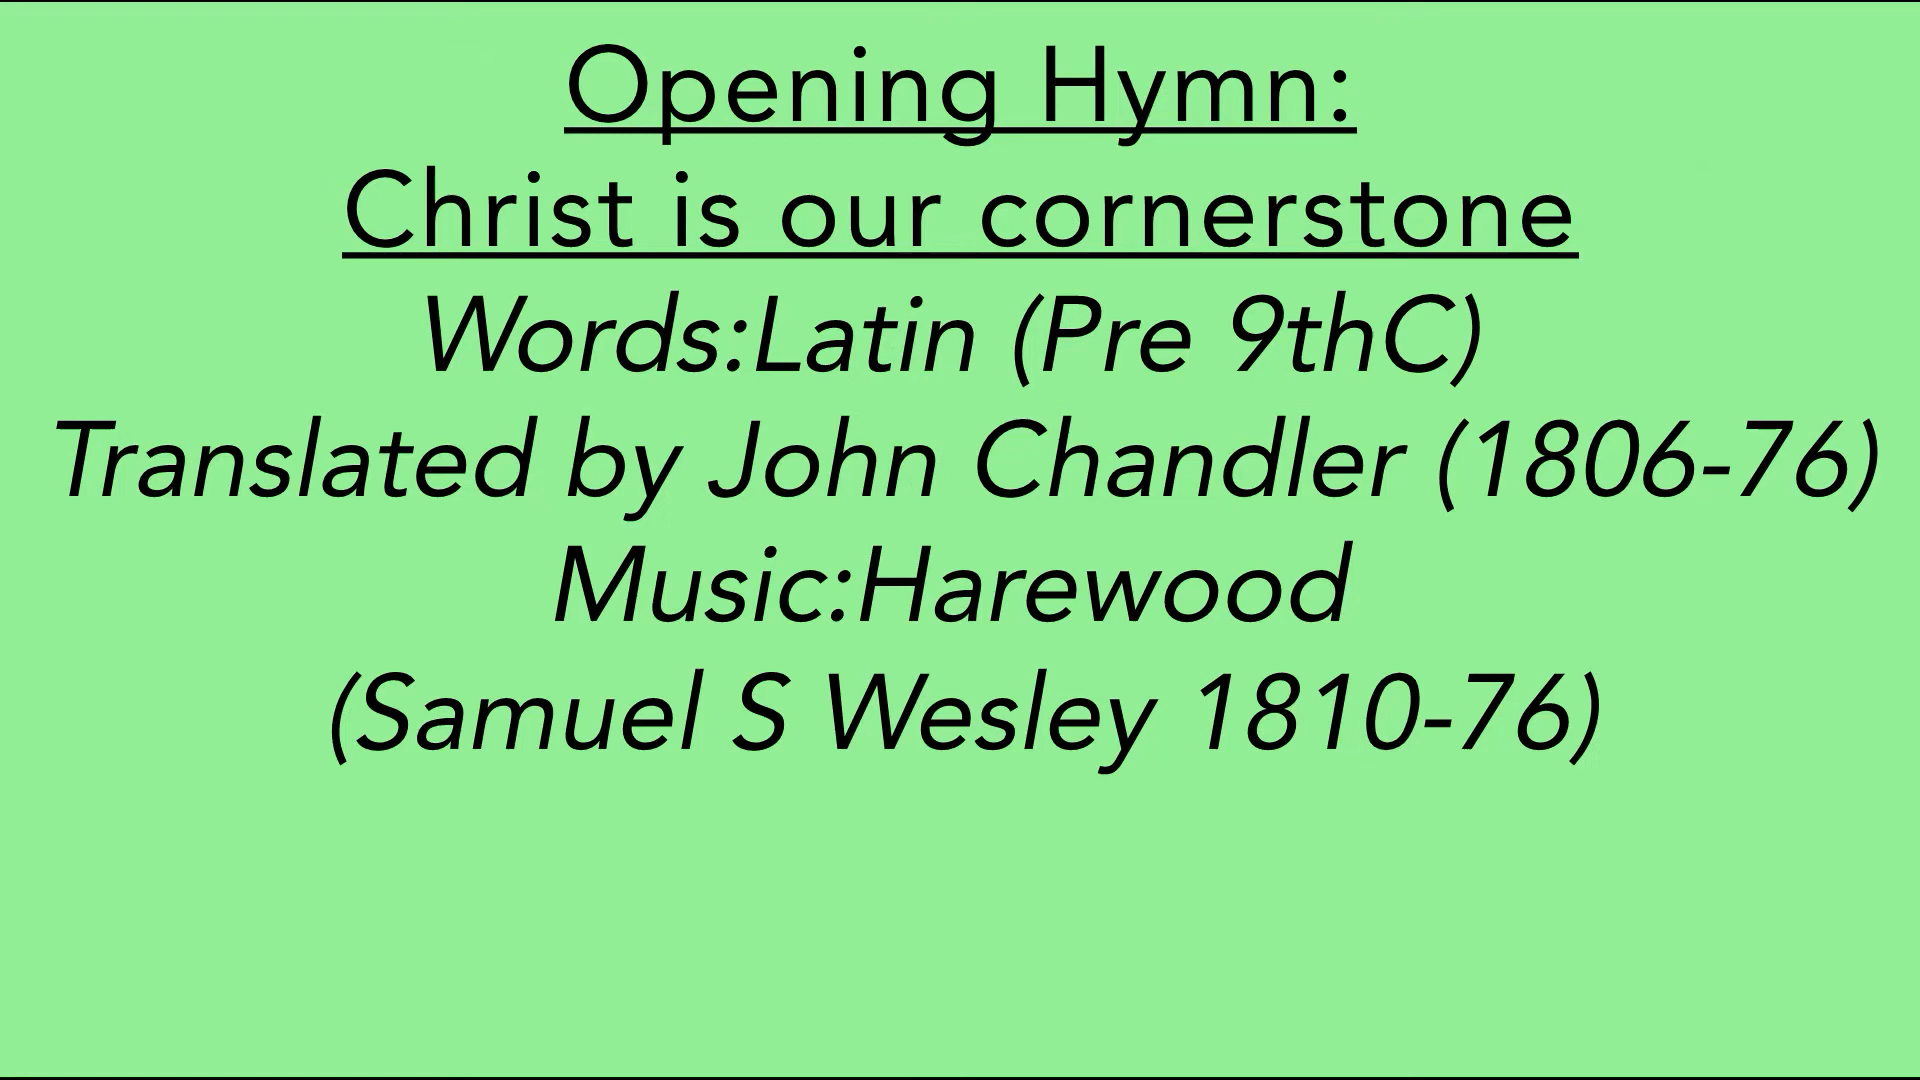 Opening Hymn:
Christ is our cornerstone
Words:Latin (Pre 9thC)
Translated by John Chandler (1806-76)
Music:Harewood
(Samuel S Wesley 1810-76)